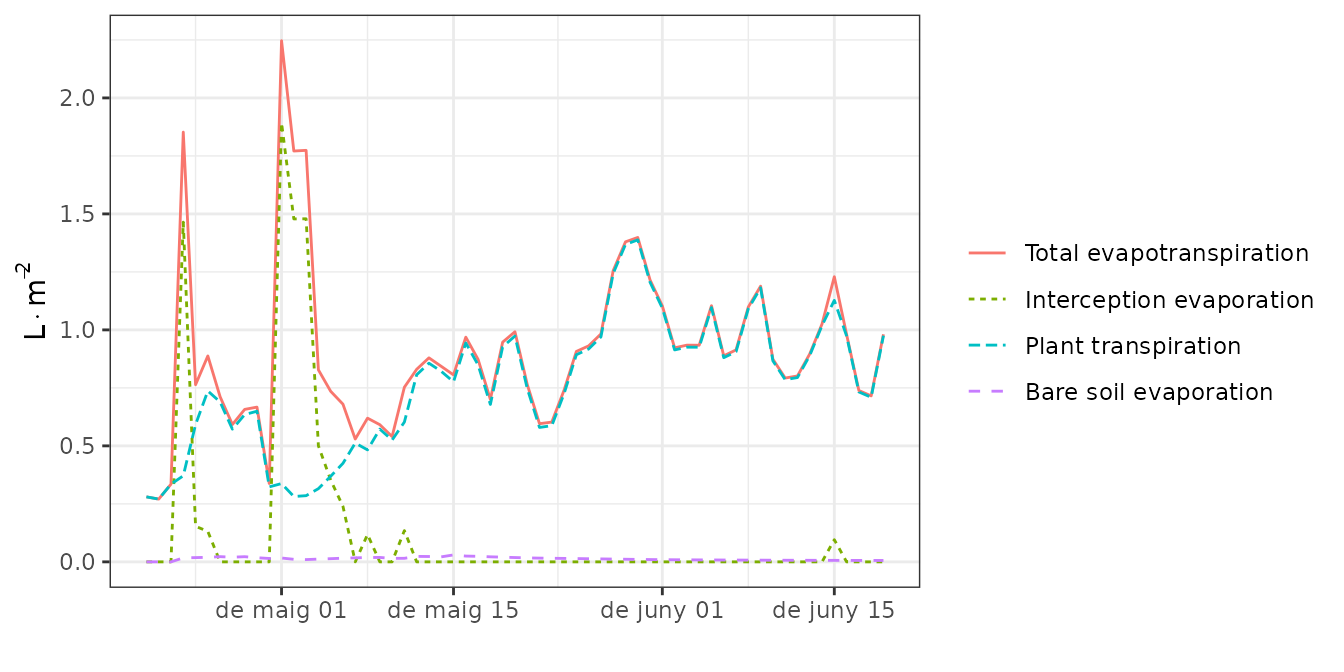 L · m⁻²
2.0
1.5
1.0
0.5
0.0
de maig 01
de maig 15
de juny 01
de juny 15
Total evapotranspiration
Interception evaporation
Plant transpiration
Bare soil evaporation